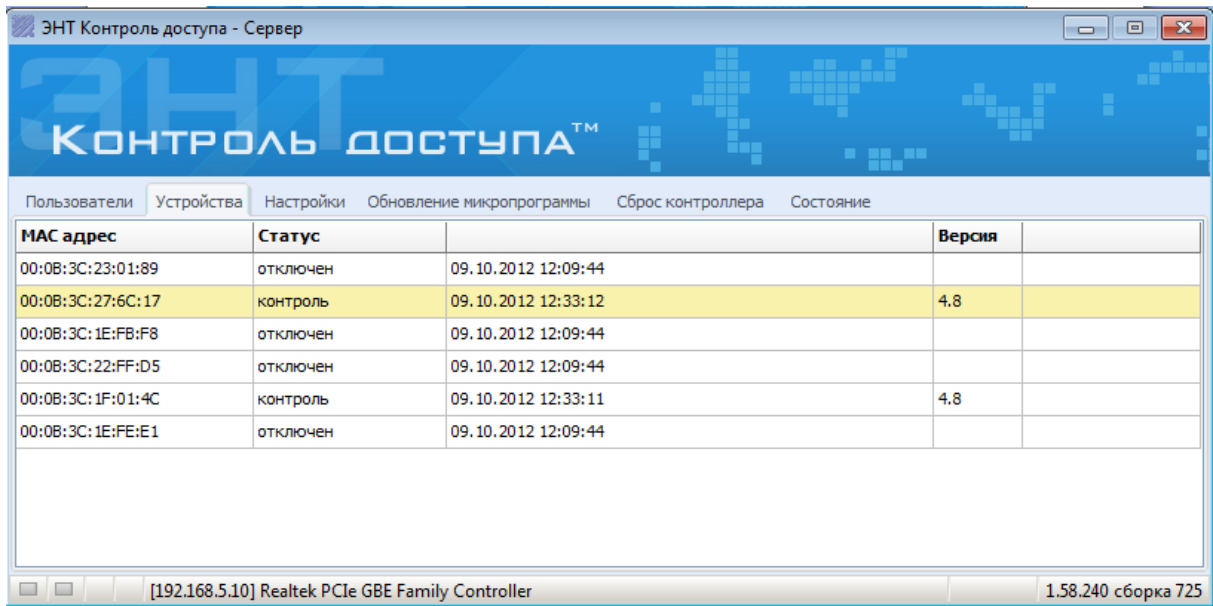 ЭНТ Контроль доступа - Сервер
ЭНТ
Контроль доступа™
Пользователи Устройства Настройки Обновление микропрограммы Сброс контроллера Состояние
MAC адрес Статус Версия
00:0B:3C:23:01:89 отключен 09.10.2012 12:09:44
00:0B:3C:27:6C:17 контроль 09.10.2012 12:33:12 4.8
00:0B:3C:1E:FB:F8 отключен 09.10.2012 12:09:44
00:0B:3C:22:FF:D5 отключен 09.10.2012 12:09:44
00:0B:3C:1F:01:4C контроль 09.10.2012 12:33:11 4.8
00:0B:3C:1E:FE:E1 отключен 09.10.2012 12:09:44
[192.168.5.10] Realtek PCIe GBE Family Controller 1.58.240 сборка 725